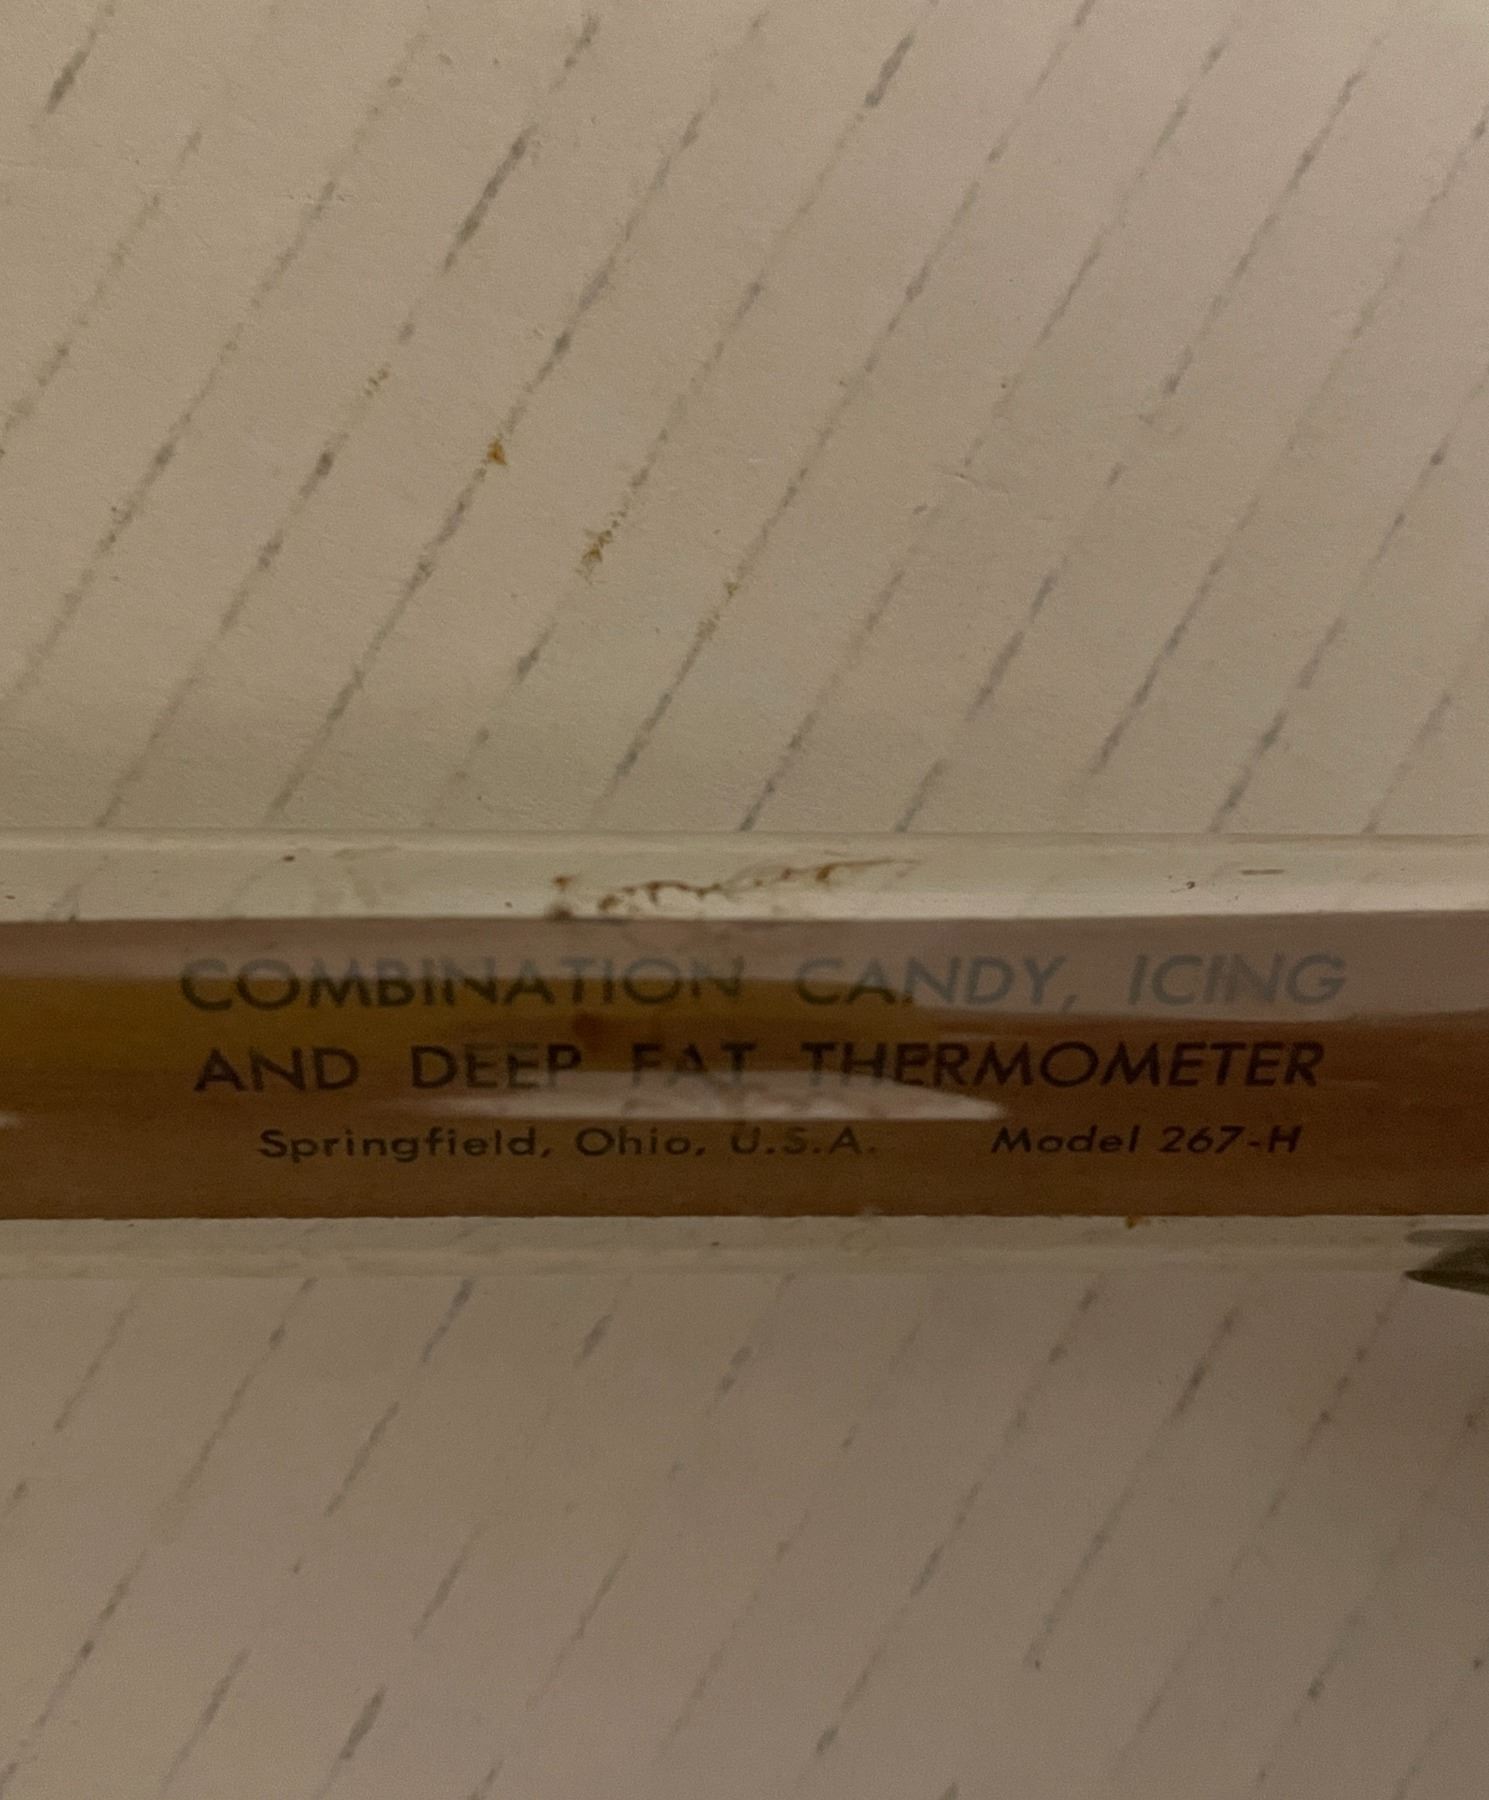 COMBINATION CANDY, ICING
AND DEEP FAT THERMOMETER
Springfield, Ohio, U.S.A. Model 267-H